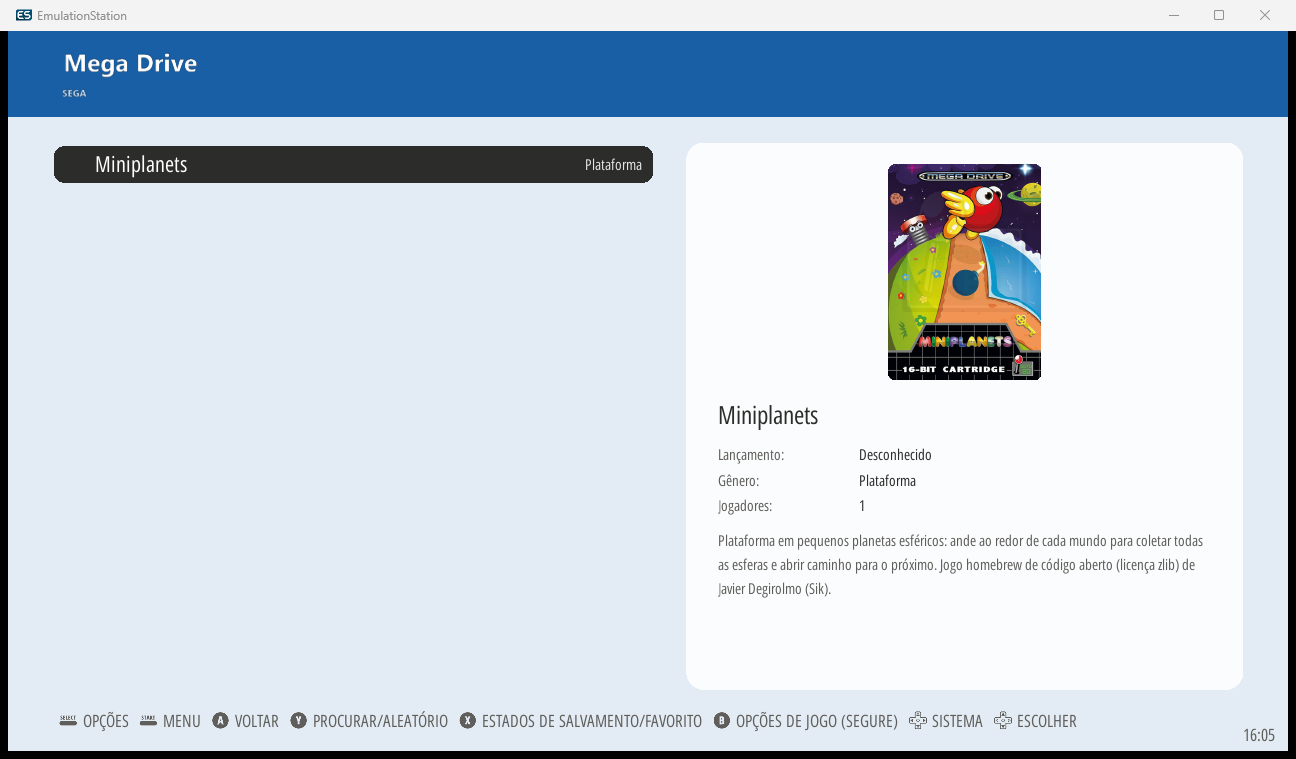 EmulationStation
Mega Drive
SEGA
Miniplanets Plataforma
MEGA DRIVE
MINIPLANETS
16-BIT CARTRIDGE
Miniplanets
Lançamento: Desconhecido
Gênero: Plataforma
Jogadores: 1
Plataforma em pequenos planetas esféricos: ande ao redor de cada mundo para coletar todas
as esferas e abrir caminho para o próximo. Jogo homebrew de código aberto (licença zlib) de
Javier Degirolmo (Sik).
SELECT OPÇÕES START MENU A VOLTAR Y PROCURAR/ALEATÓRIO X ESTADOS DE SALVAMENTO/FAVORITO B OPÇÕES DE JOGO (SEGURE) SISTEMA ESCOLHER
16:05